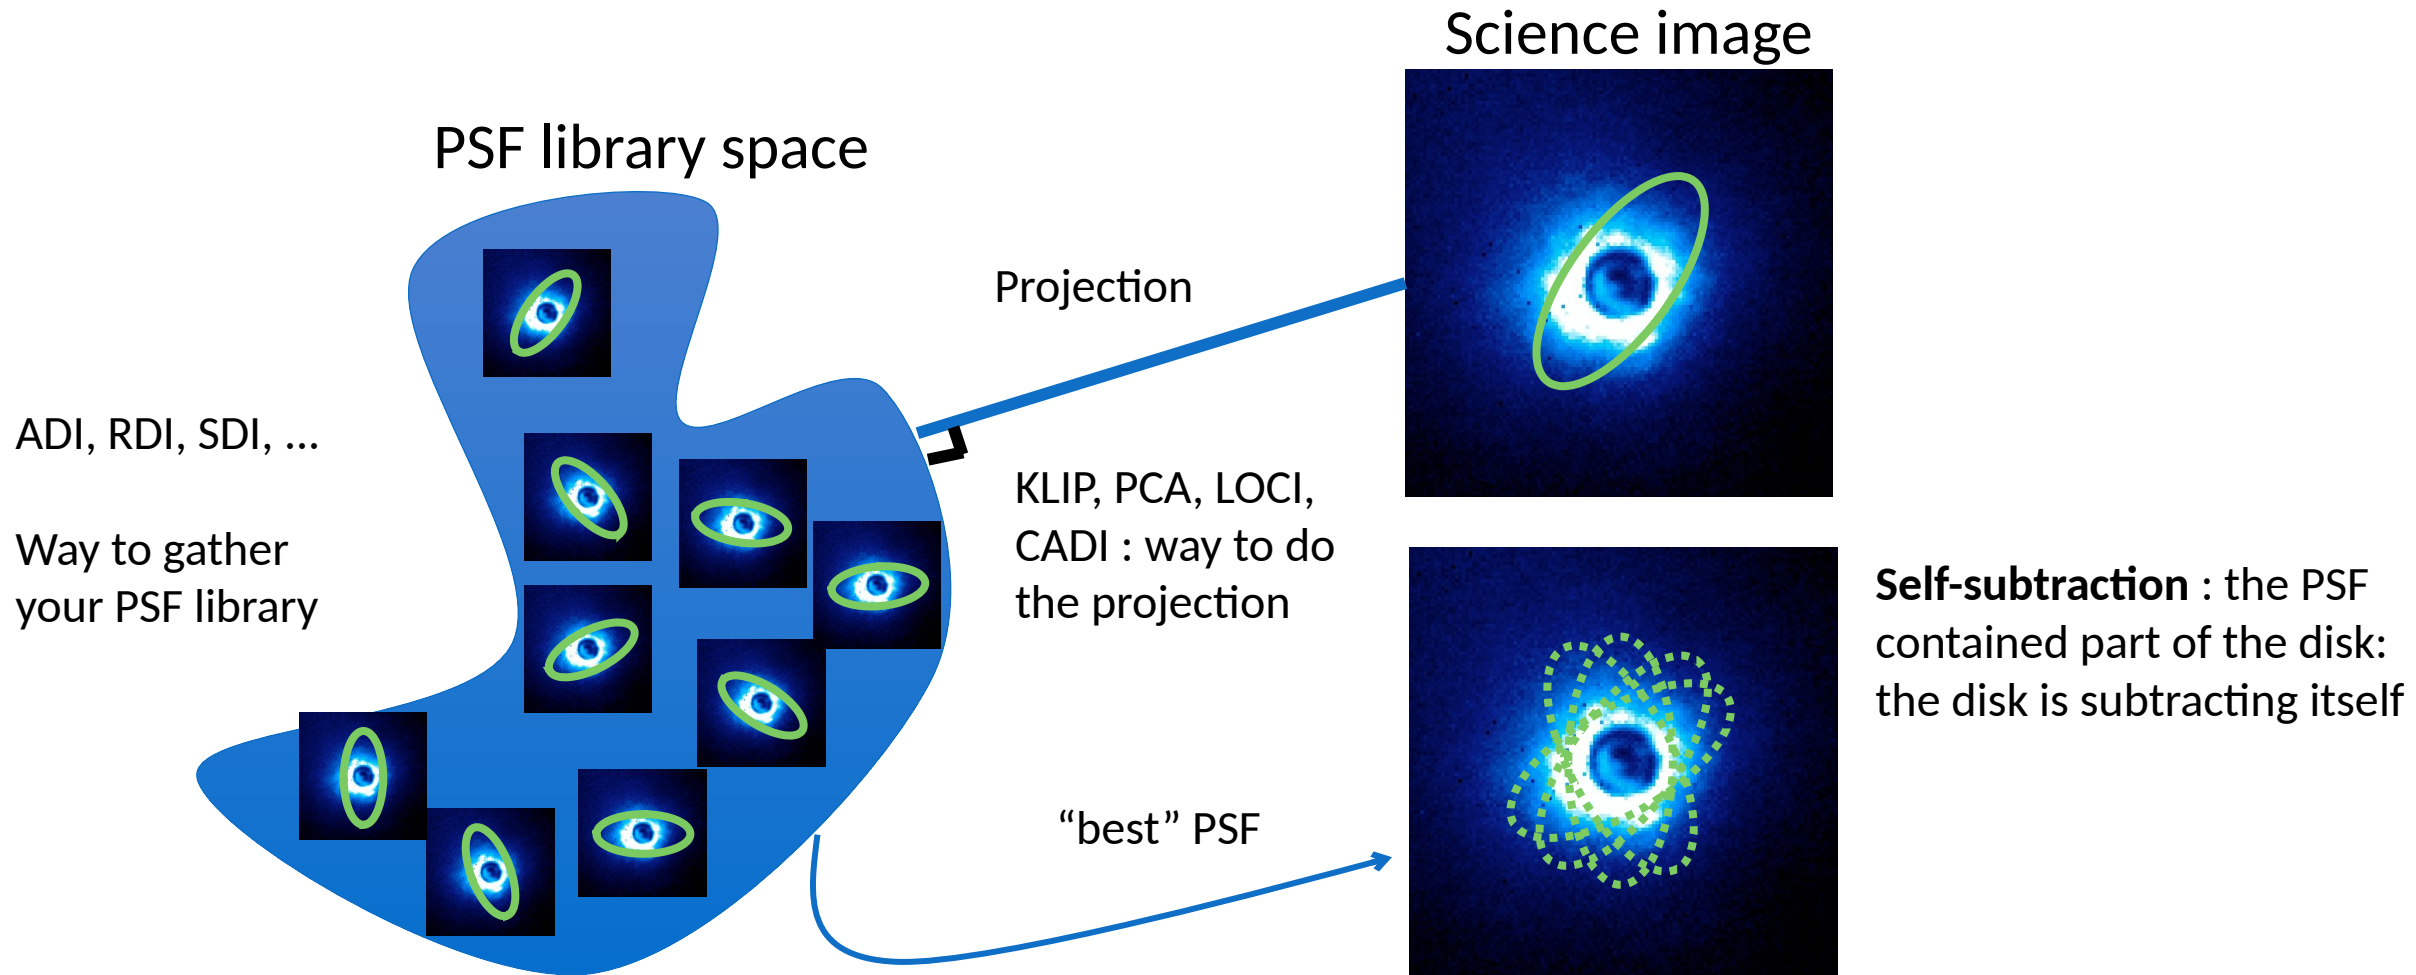 Science image
PSF library space
Projection
ADI, RDI, SDI, ...
Way to gather
your PSF library
KLIP, PCA, LOCI,
CADI : way to do
the projection
Self-subtraction : the PSF
contained part of the disk:
the disk is subtracting itself
“best” PSF